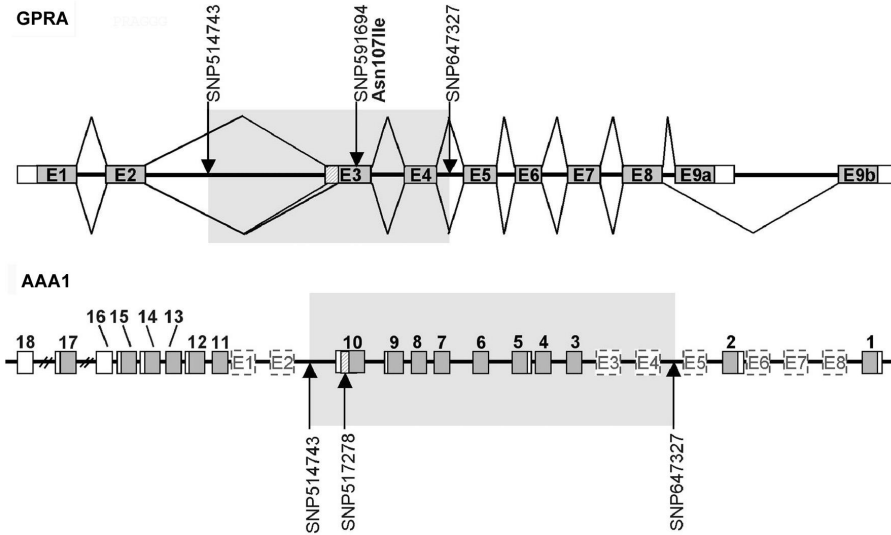 GPRA
SNP514743
SNP591694
Asn107Ile
SNP647327
E1 E2 E3 E4 E5 E6 E7 E8 E9a E9b
AAA1
16 15 14 13
18 17 12 11 10 9 8 7 6 5 4 3 2 1
E1 E2 E3 E4 E5 E6 E7 E8
SNP514743
SNP517278
SNP647327